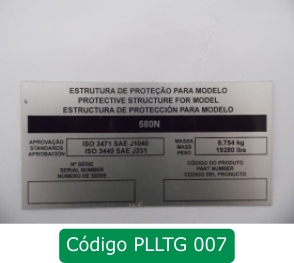 ESTRUTURA DE PROTEÇÃO PARA MODELO
PROTECTIVE STRUCTURE FOR MODEL
ESTRUCTURA DE PROTECCIÓN PARA MODELO
580N
APROVAÇÃO
STANDARDS
APROBACIÓN
ISO 3471 SAE J1040
ISO 3449 SAE J231
MASSA
MASS
PESO
8.754 kg
19280 lbs
Nº SÉRIE
SERIAL NUMBER
NUMERO DE SERIE
CÓDIGO DO PRODUTO
PART NUMBER
CÓDIGO DEL PRODUCTO
Código PLLTG 007